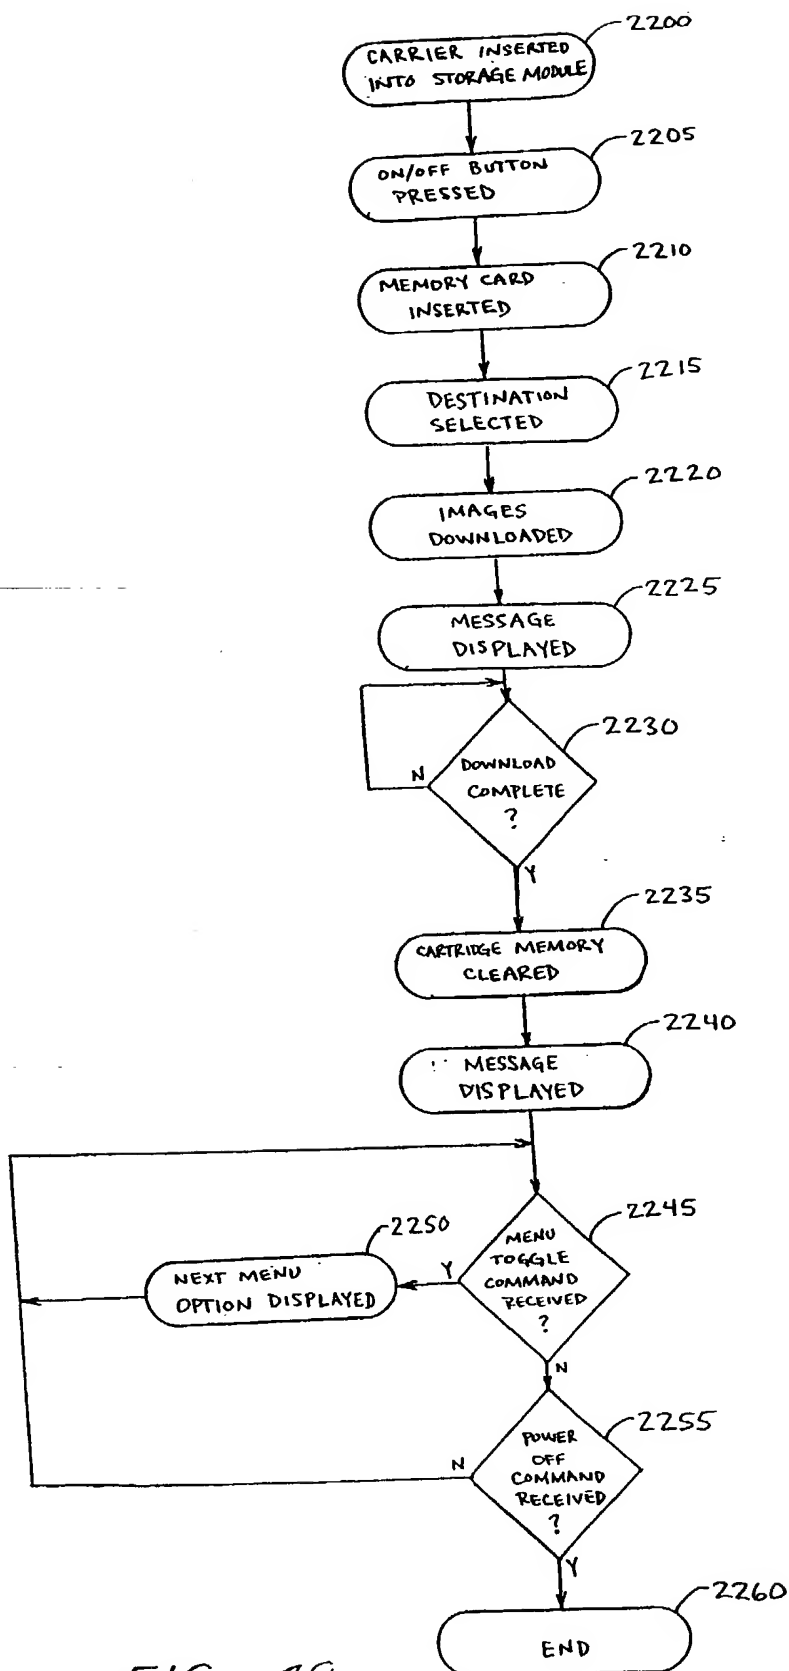 2200
CARRIER INSERTED
INTO STORAGE MODULE
2205
ON/OFF BUTTON
PRESSED
2210
MEMORY CARD
INSERTED
2215
DESTINATION
SELECTED
2220
IMAGES
DOWNLOADED
2225
MESSAGE
DISPLAYED
2230
DOWNLOAD
COMPLETE
?
N
Y
2235
CARTRIDGE MEMORY
CLEARED
2240
MESSAGE
DISPLAYED
2245
MENU
TOGGLE
COMMAND
RECEIVED
?
Y
2250
NEXT MENU
OPTION DISPLAYED
N
2255
POWER
OFF
COMMAND
RECEIVED
?
N
Y
2260
END